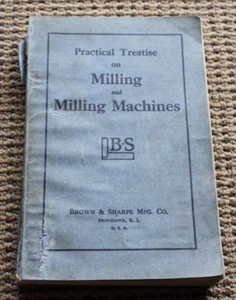 Practical Treatise
on
Milling
and
Milling Machines
B·S
BROWN & SHARPE MFG. CO.
PROVIDENCE, R. I.
U. S. A.